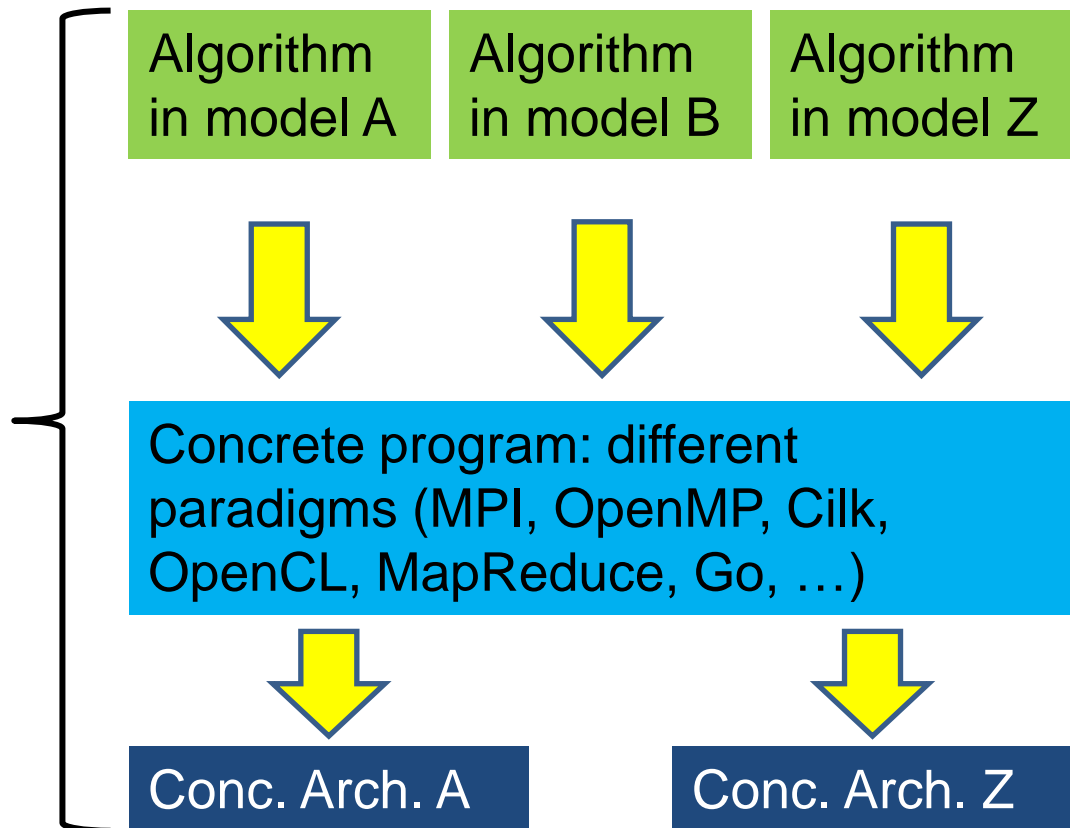 Algorithm
in model A
Algorithm
in model B
Algorithm
in model Z
Concrete program: different
paradigms (MPI, OpenMP, Cilk,
OpenCL, MapReduce, Go, …)
Conc. Arch. A
Conc. Arch. Z